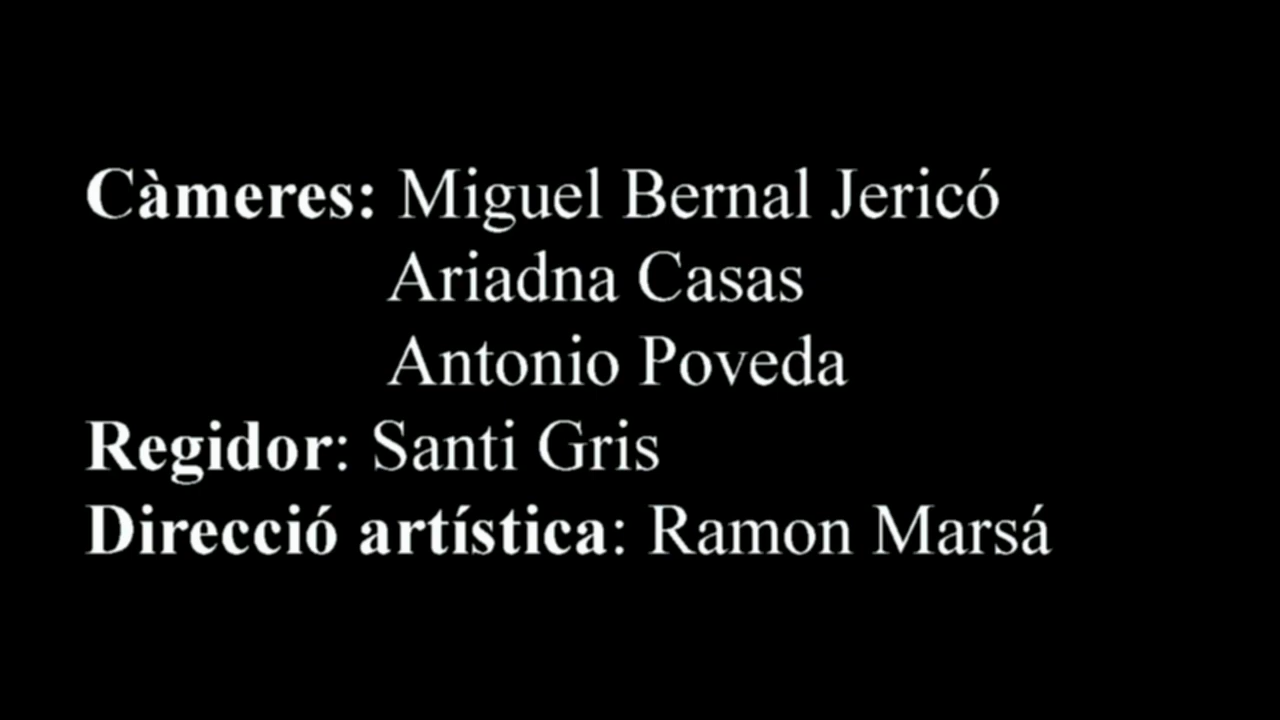 Càmeres: Miguel Bernal Jericó
Ariadna Casas
Antonio Poveda
Regidor: Santi Gris
Direcció artística: Ramon Marsá